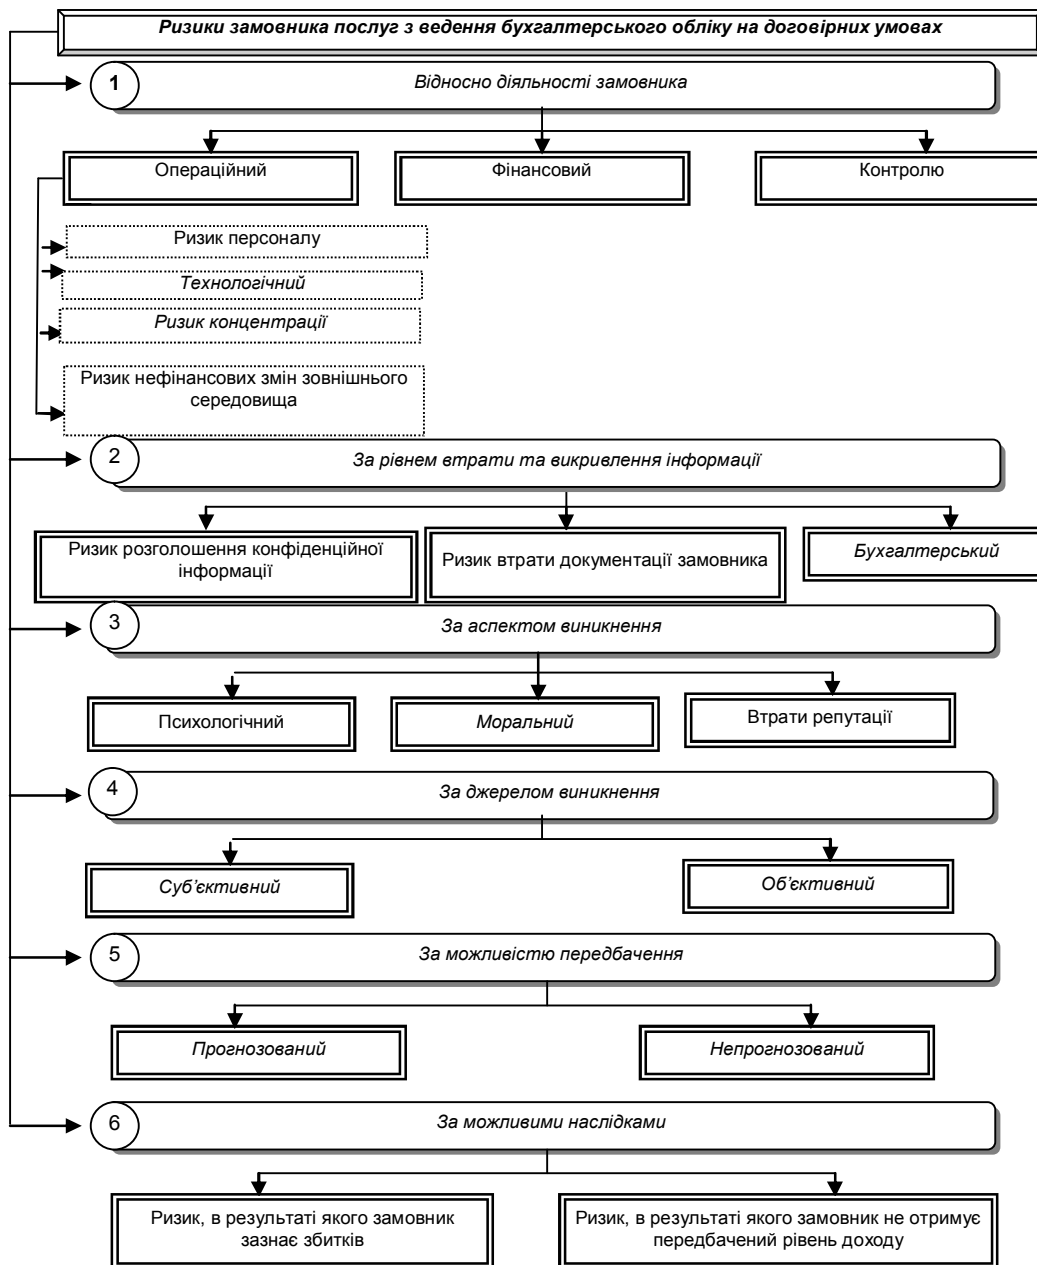 Ризики замовника послуг з ведення бухгалтерського обліку на договірних умовах
1
Відносно діяльності замовника
Операційний
Фінансовий
Контролю
Ризик персоналу
Технологічний
Ризик концентрації
Ризик нефінансових змін зовнішнього
середовища
2
За рівнем втрати та викривлення інформації
Ризик розголошення конфіденційної
інформації
Ризик втрати документації замовника
Бухгалтерський
3
За аспектом виникнення
Психологічний
Моральний
Втрати репутації
4
За джерелом виникнення
Суб’єктивний
Об’єктивний
5
За можливістю передбачення
Прогнозований
Непрогнозований
6
За можливими наслідками
Ризик, в результаті якого замовник
зазнає збитків
Ризик, в результаті якого замовник не отримує
передбачений рівень доходу